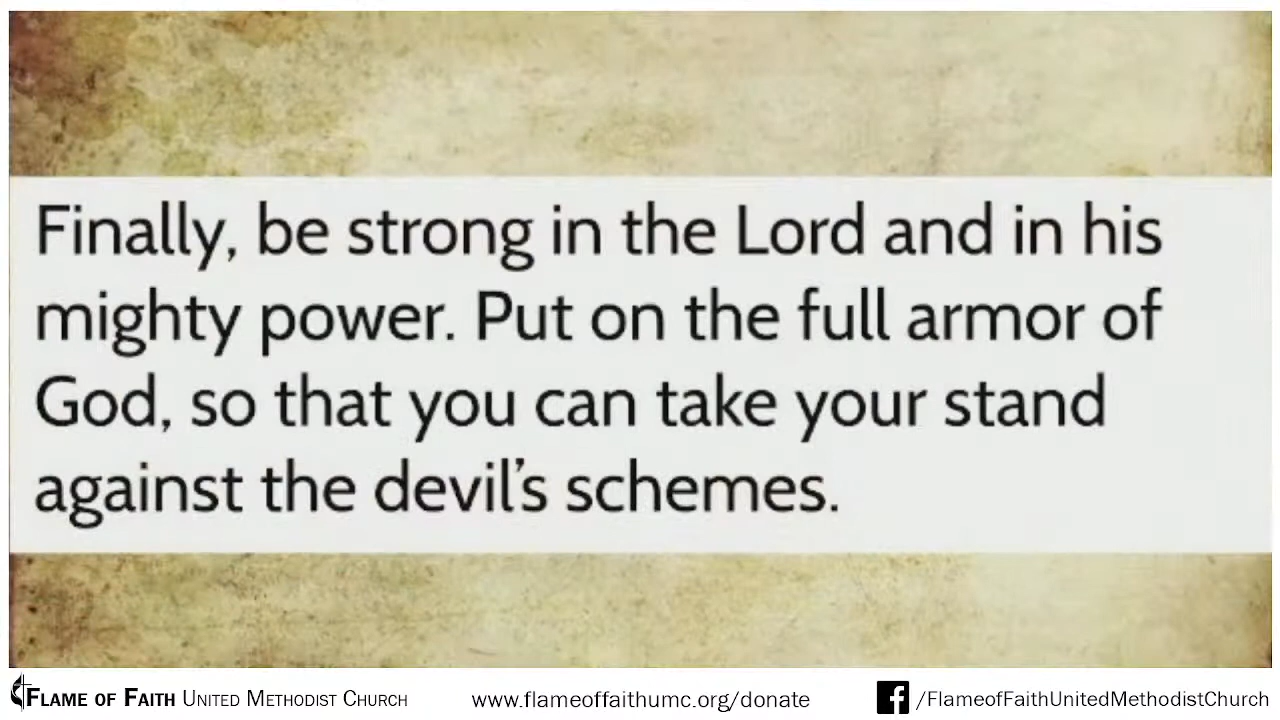 Finally, be strong in the Lord and in his
mighty power. Put on the full armor of
God, so that you can take your stand
against the devil’s schemes.
FLAME OF FAITH UNITED METHODIST CHURCH www.flameoffaithumc.org/donate /FlameofFaithUnitedMethodistChurch